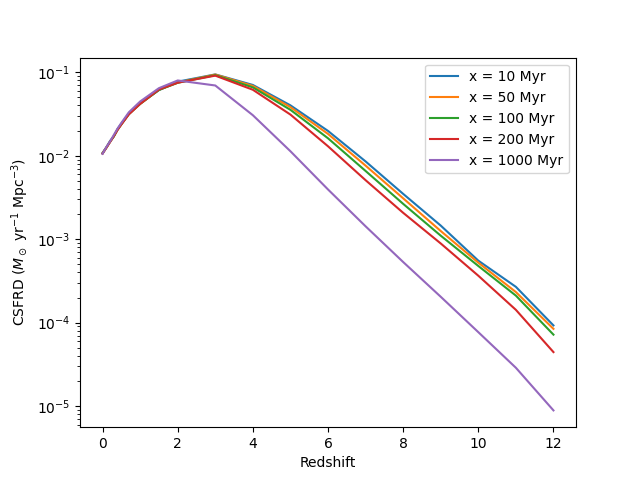 x = 10 Myr
x = 50 Myr
x = 100 Myr
x = 200 Myr
x = 1000 Myr
CSFRD (M⊙ yr⁻¹ Mpc⁻³)
10⁻¹
10⁻²
10⁻³
10⁻⁴
10⁻⁵
0 2 4 6 8 10 12
Redshift